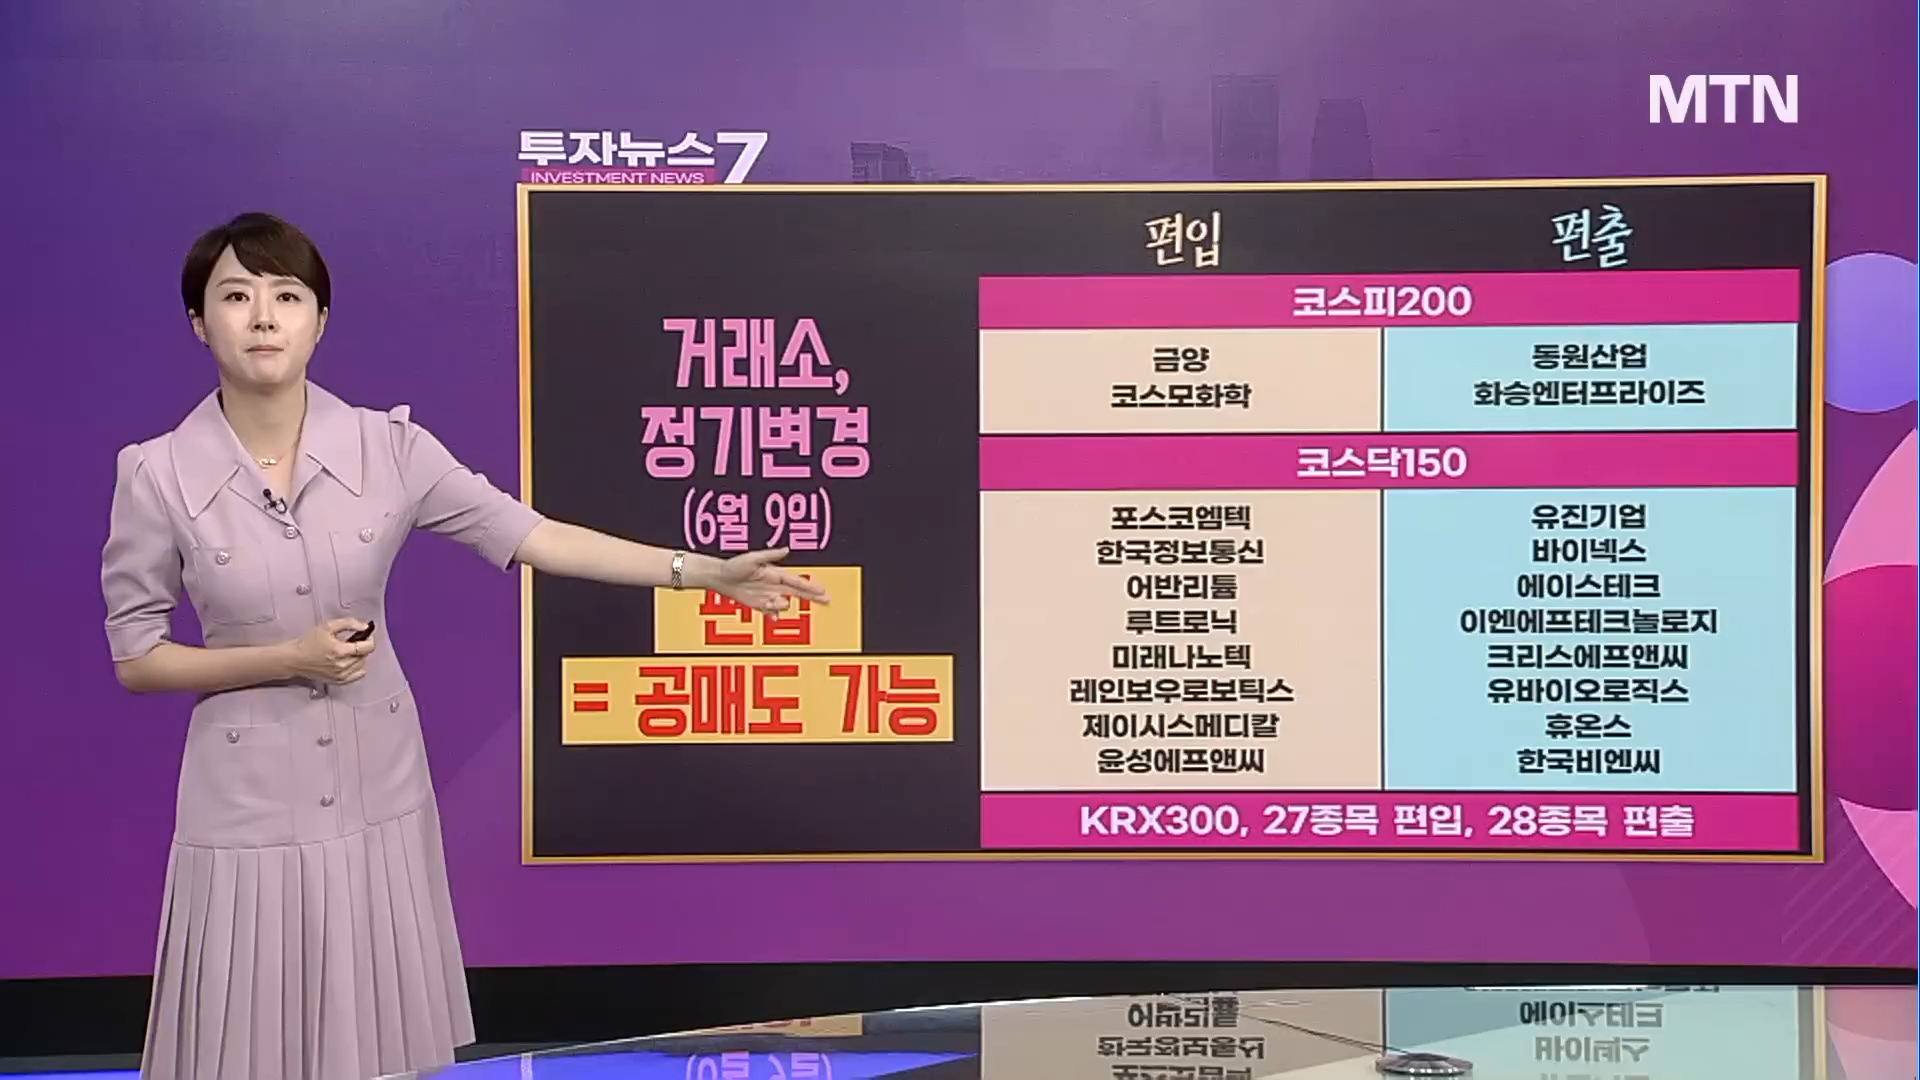 MTN
투자뉴스7
INVESTMENT NEWS
거래소,
정기변경
(6월 9일)
편입
= 공매도 가능
편입 편출
코스피200
금양 동원산업
코스모화학 화승엔터프라이즈
코스닥150
포스코엠텍 유진기업
한국정보통신 바이넥스
어반리튬 에이스테크
루트로닉 이엔에프테크놀로지
미래나노텍 크리스에프앤씨
레인보우로보틱스 유바이오로직스
제이시스메디칼 휴온스
윤성에프앤씨 한국비엔씨
KRX300, 27종목 편입, 28종목 편출